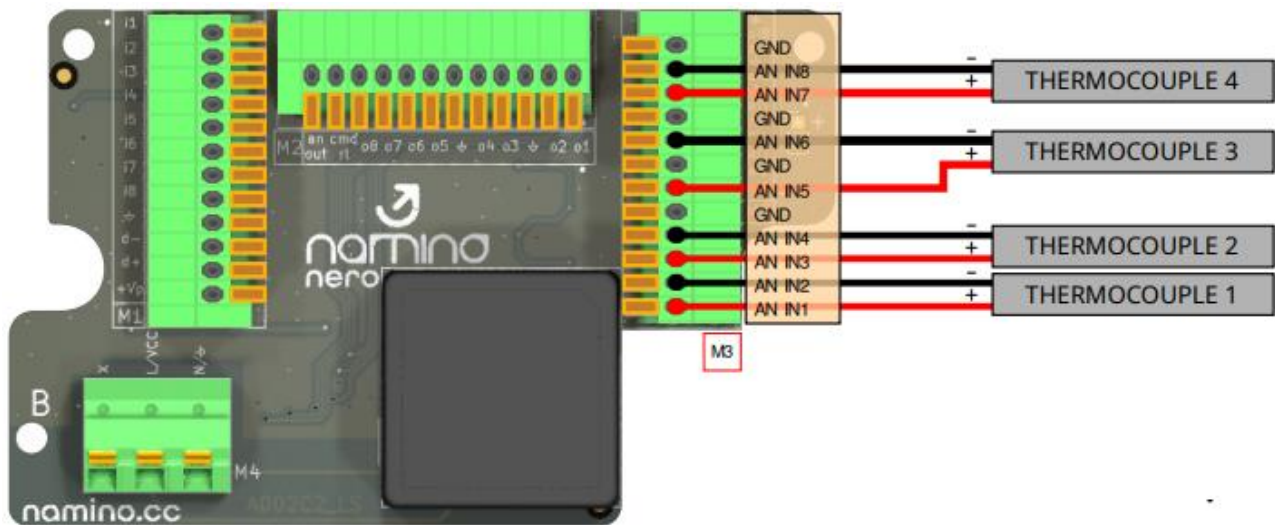 i1
i2
i3
i4
i5
i6
i7
i8
d-
d+
+Vp
M1
M2
an out
cmd rl
o8 o7 o6 o5 o4 o3 o2 o1
namino
nero
GND
AN IN8
AN IN7
GND
AN IN6
GND
AN IN5
GND
AN IN4
AN IN3
AN IN2
AN IN1
M3
- 
+
THERMOCOUPLE 4
-
+
THERMOCOUPLE 3
-
+
THERMOCOUPLE 2
-
+
THERMOCOUPLE 1
X
L/VCC
N/
B
M4
namino.cc